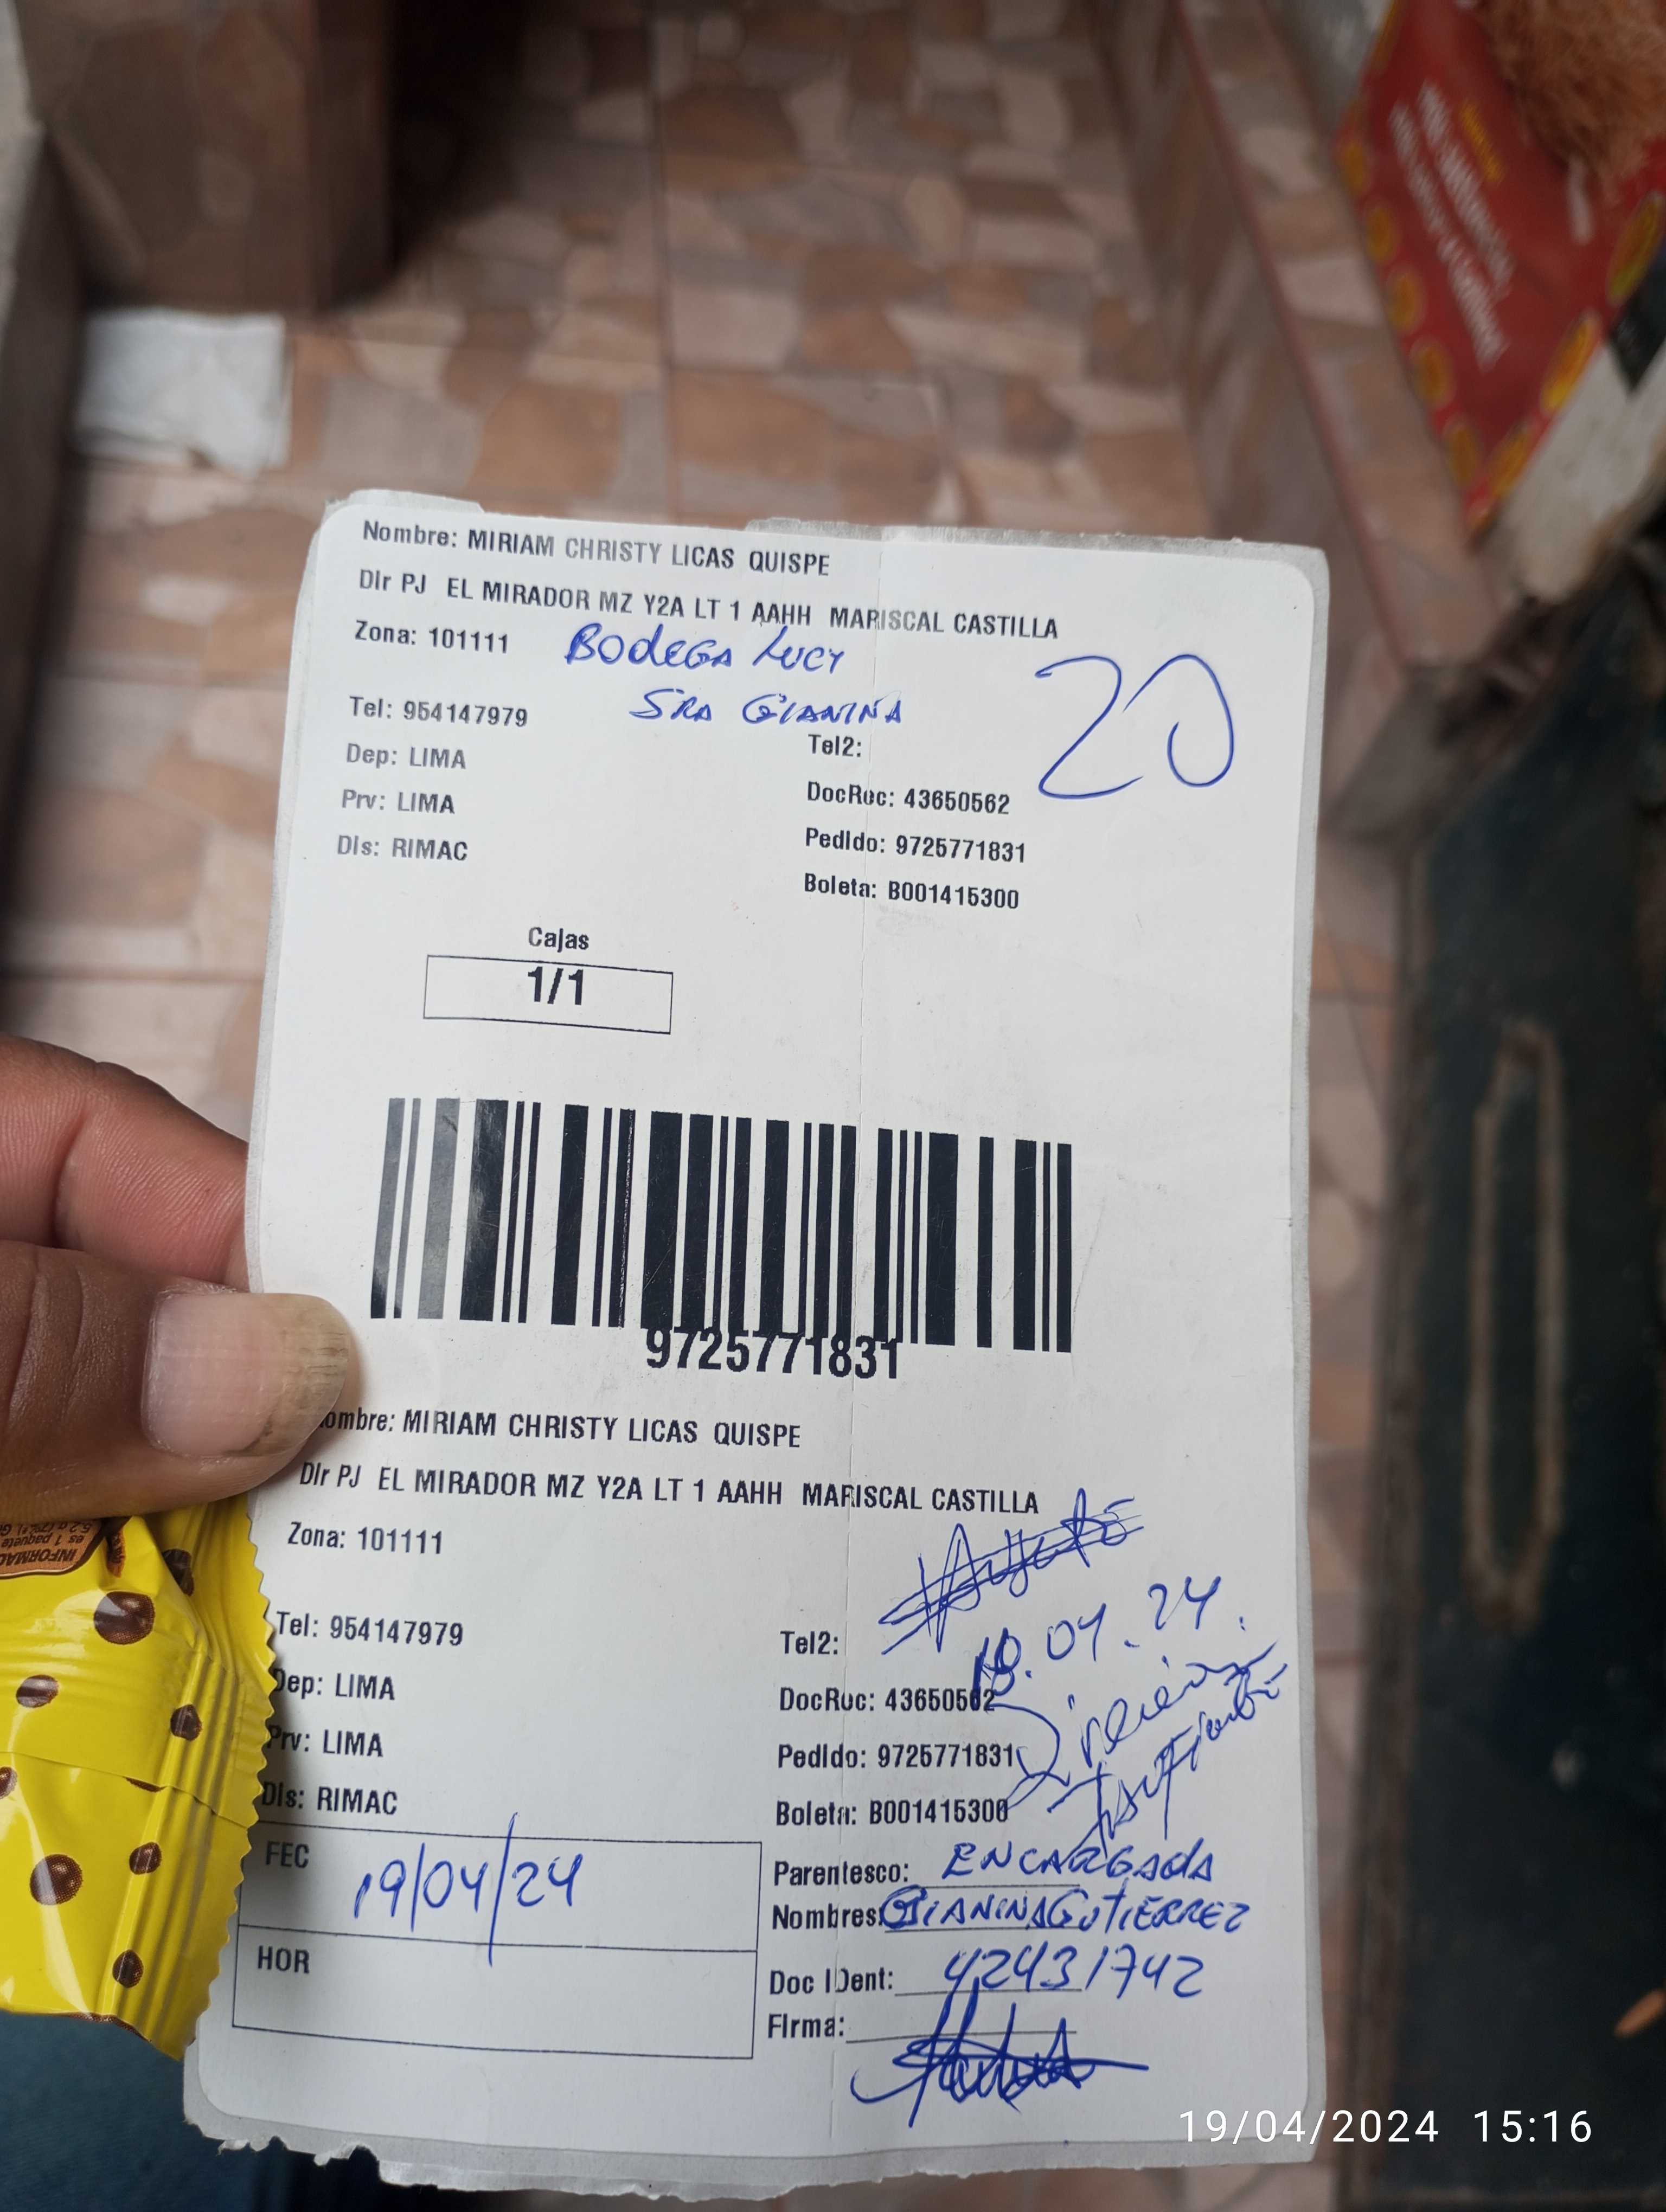 Nombre: MIRIAM CHRISTY LICAS QUISPE
Dir PJ EL MIRADOR MZ Y2A LT 1 AAHH MARISCAL CASTILLA
Zona: 101111
BODEGA LUCY
SRA GIANINA
20
Tel: 954147979
Tel2:
Dep: LIMA
DocRuc: 43650562
Prv: LIMA
Pedido: 9725771831
Dis: RIMAC
Boleta: B001415300
Cajas
1/1
9725771831
ombre: MIRIAM CHRISTY LICAS QUISPE
Dir PJ EL MIRADOR MZ Y2A LT 1 AAHH MARISCAL CASTILLA
Zona: 101111
Tel: 954147979
Tel2:
.04.24.
Dep: LIMA
DocRuc: 43650562
Prv: LIMA
Pedido: 9725771831
Dis: RIMAC
Boleta: B001415300
FEC 19/04/24
Parentesco: ENCARGADA
Nombres: GIANINA GUTIERREZ
HOR
Doc IDent: 42431742
Firma:
es 1 paquete
19/04/2024 15:16